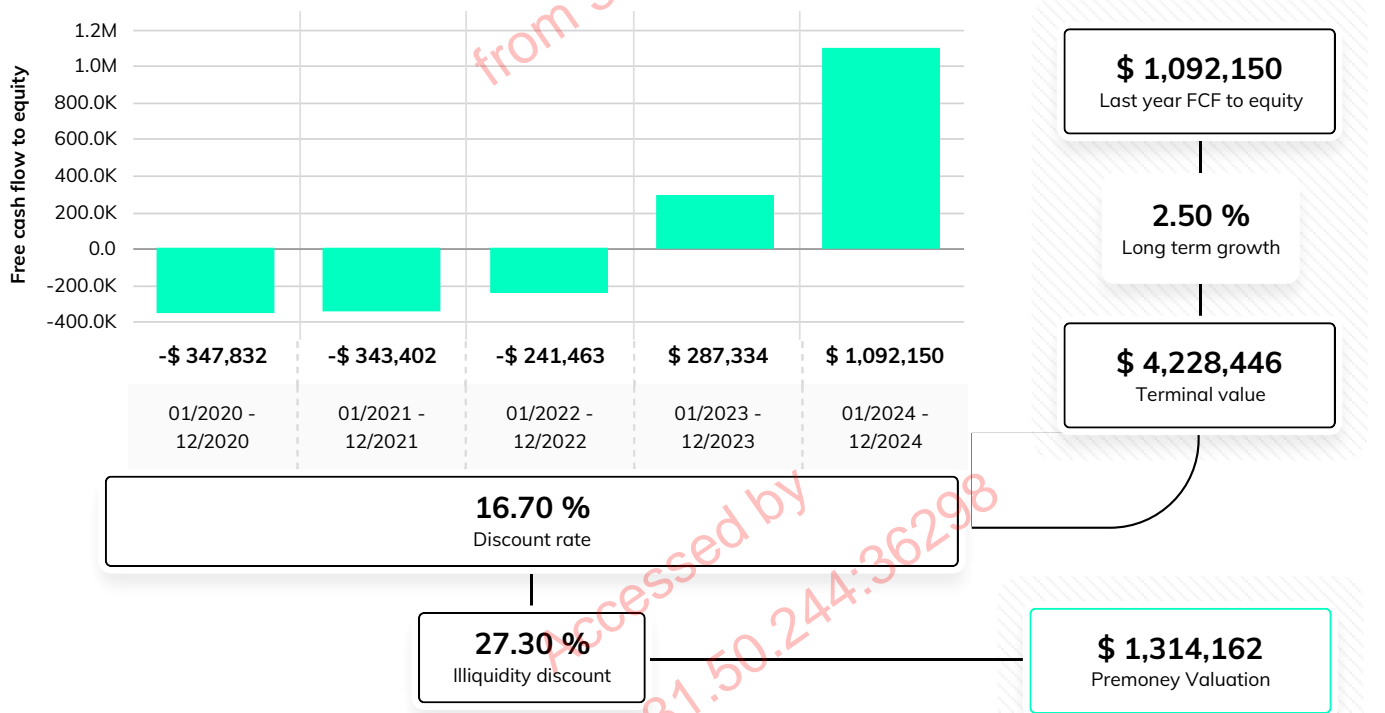 Free cash flow to equity
1.2M
1.0M
800.0K
600.0K
400.0K
200.0K
0.0
-200.0K
-400.0K
-$ 347,832
-$ 343,402
-$ 241,463
$ 287,334
$ 1,092,150
01/2020 -
12/2020
01/2021 -
12/2021
01/2022 -
12/2022
01/2023 -
12/2023
01/2024 -
12/2024
16.70 %
Discount rate
27.30 %
Illiquidity discount
$ 1,092,150
Last year FCF to equity
2.50 %
Long term growth
$ 4,228,446
Terminal value
$ 1,314,162
Premoney Valuation
from
Accessed by
31.50.244:36298